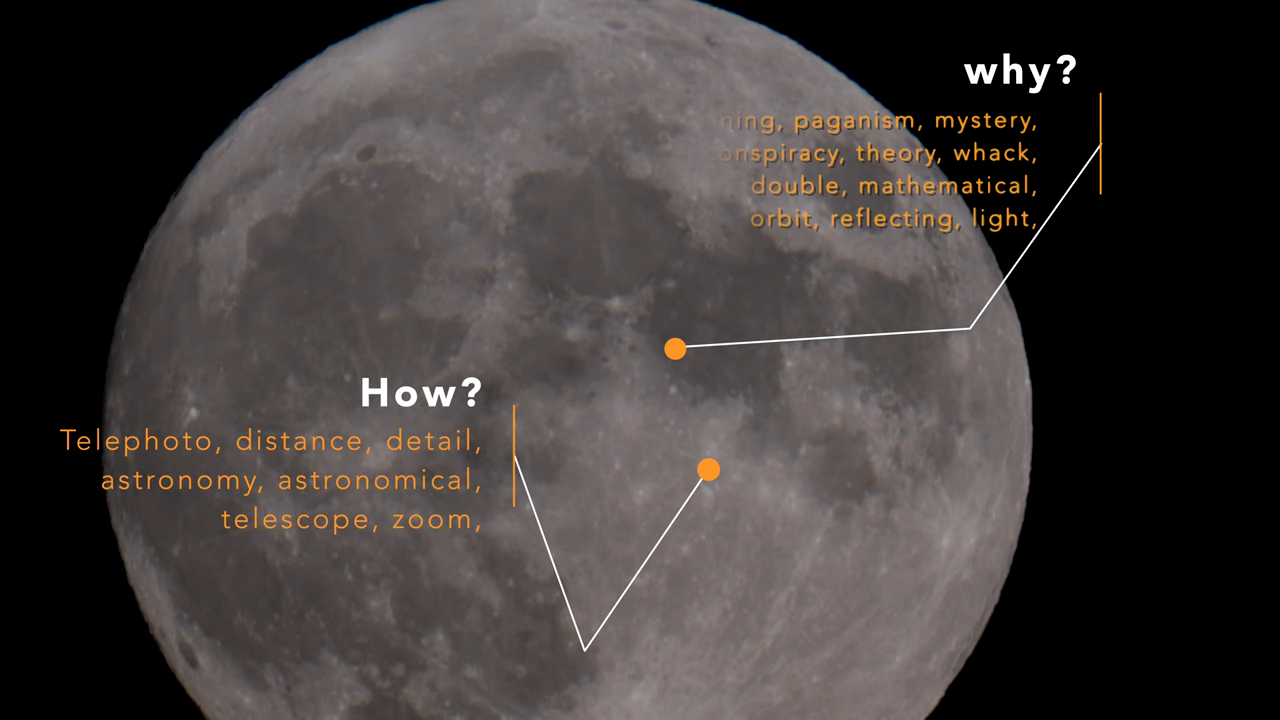 why?
paganism, mystery,
conspiracy, theory, whack,
double, mathematical,
orbit, reflecting, light,
How?
Telephoto, distance, detail,
astronomy, astronomical,
telescope, zoom,